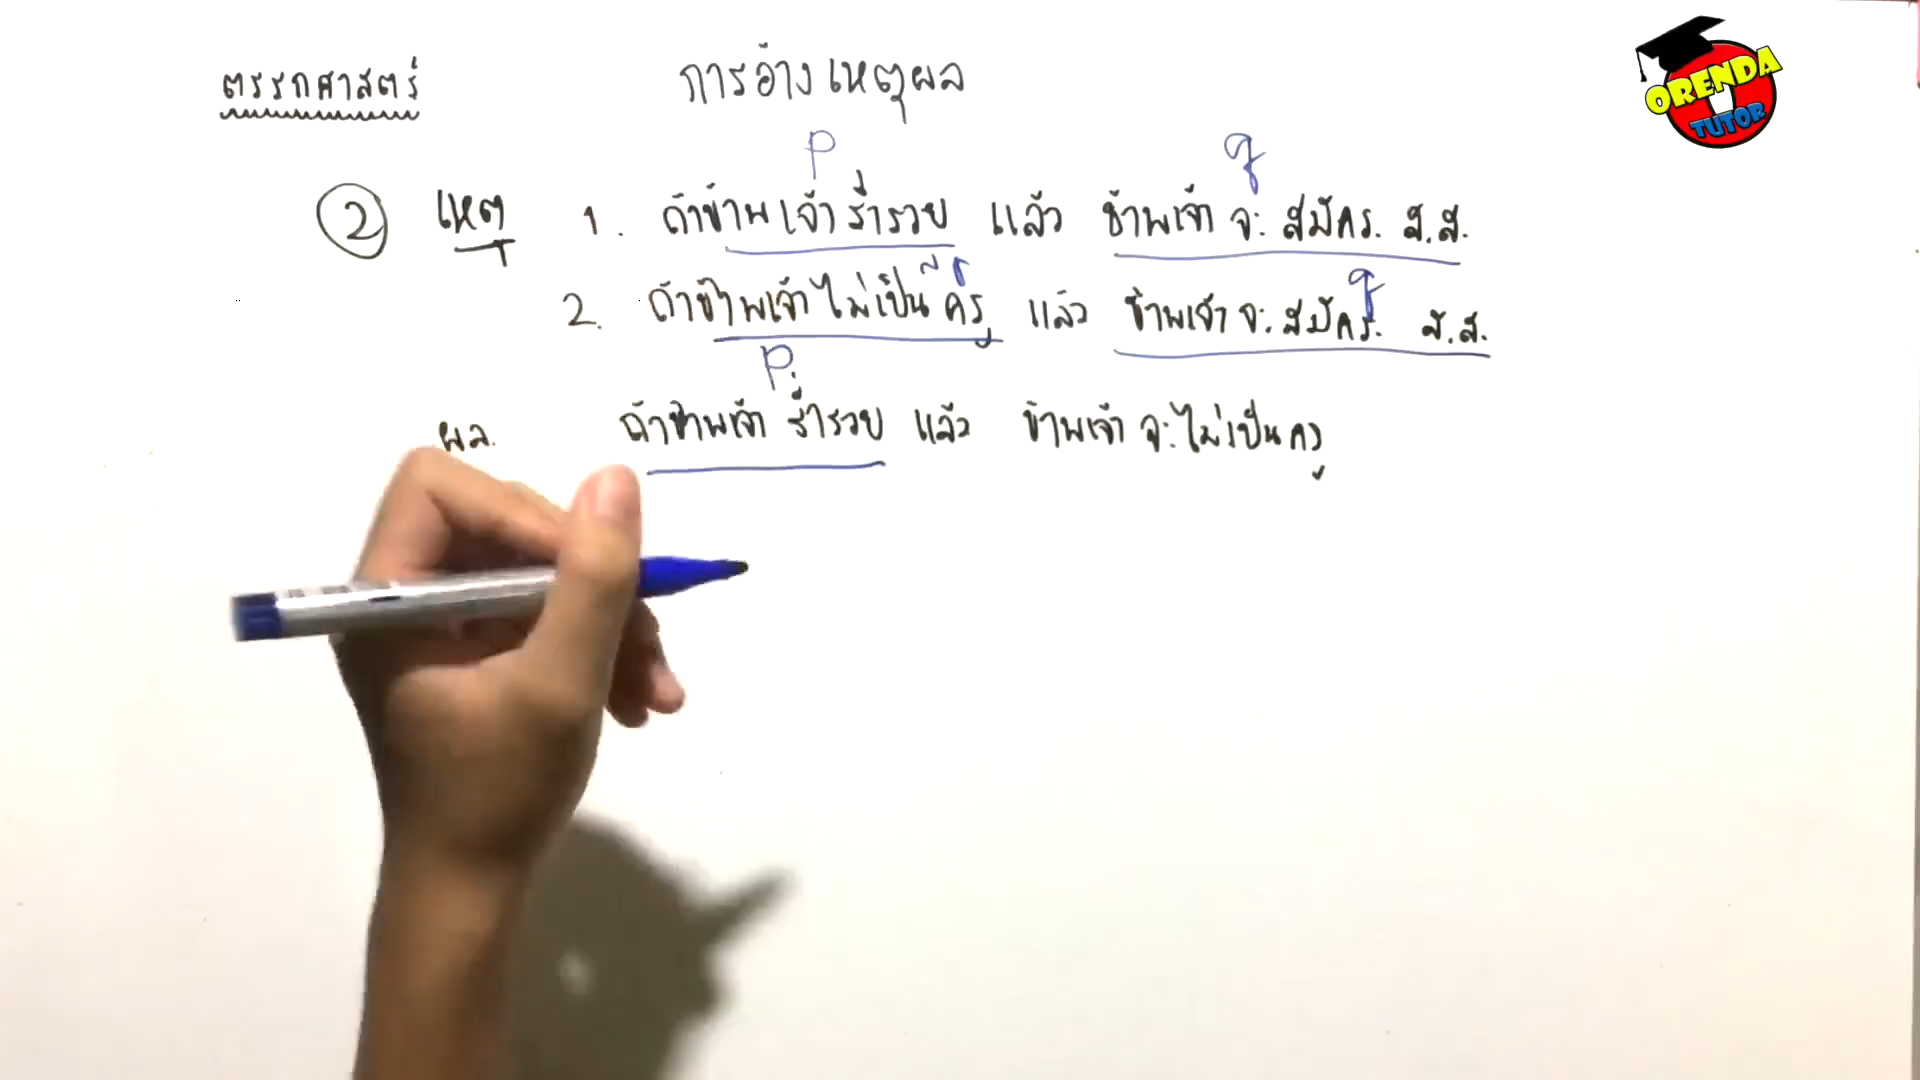 ตรรกศาสตร์
การอ้างเหตุผล
ORENDA
TUTOR
p q
② เหตุ 1. ถ้าข้าพเจ้าร่ำรวย แล้ว ข้าพเจ้า จะ สมัคร ส.ส.
~r q
2. ถ้าข้าพเจ้าไม่เป็นครู แล้ว ข้าพเจ้า จะ สมัคร ส.ส.
p
ผล ถ้าข้าพเจ้า ร่ำรวย แล้ว ข้าพเจ้า จะไม่เป็นครู